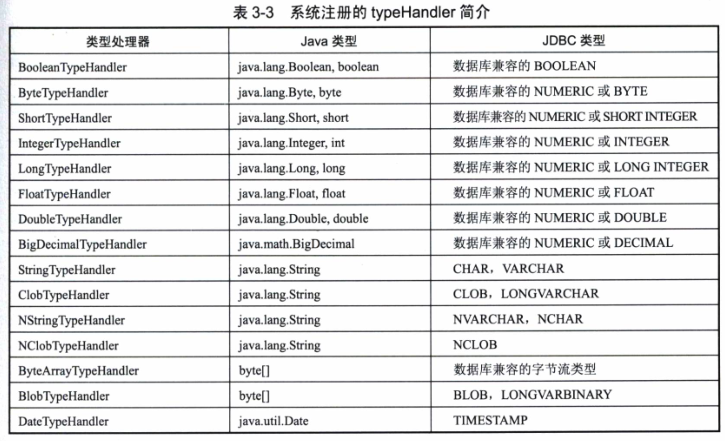 表 3-3 系统注册的 typeHandler 简介
类型处理器 Java 类型 JDBC 类型
BooleanTypeHandler java.lang.Boolean, boolean 数据库兼容的 BOOLEAN
ByteTypeHandler java.lang.Byte, byte 数据库兼容的 NUMERIC 或 BYTE
ShortTypeHandler java.lang.Short, short 数据库兼容的 NUMERIC 或 SHORT INTEGER
IntegerTypeHandler java.lang.Integer, int 数据库兼容的 NUMERIC 或 INTEGER
LongTypeHandler java.lang.Long, long 数据库兼容的 NUMERIC 或 LONG INTEGER
FloatTypeHandler java.lang.Float, float 数据库兼容的 NUMERIC 或 FLOAT
DoubleTypeHandler java.lang.Double, double 数据库兼容的 NUMERIC 或 DOUBLE
BigDecimalTypeHandler java.math.BigDecimal 数据库兼容的 NUMERIC 或 DECIMAL
StringTypeHandler java.lang.String CHAR，VARCHAR
ClobTypeHandler java.lang.String CLOB，LONGVARCHAR
NStringTypeHandler java.lang.String NVARCHAR，NCHAR
NClobTypeHandler java.lang.String NCLOB
ByteArrayTypeHandler byte[] 数据库兼容的字节流类型
BlobTypeHandler byte[] BLOB，LONGVARBINARY
DateTypeHandler java.util.Date TIMESTAMP